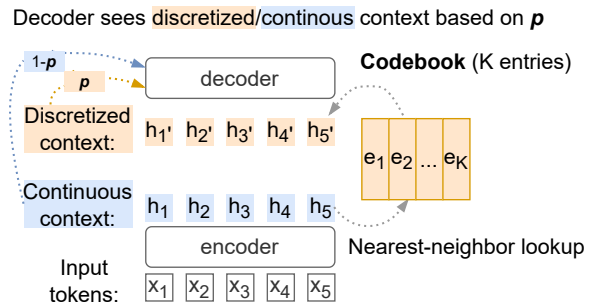 Decoder sees discretized/continous context based on p
1-p
p
decoder
Codebook (K entries)
Discretized
context:
h1' h2' h3' h4' h5'
e1 e2 ... eK
Continuous
context:
h1 h2 h3 h4 h5
encoder
Nearest-neighbor lookup
Input
tokens:
x1 x2 x3 x4 x5